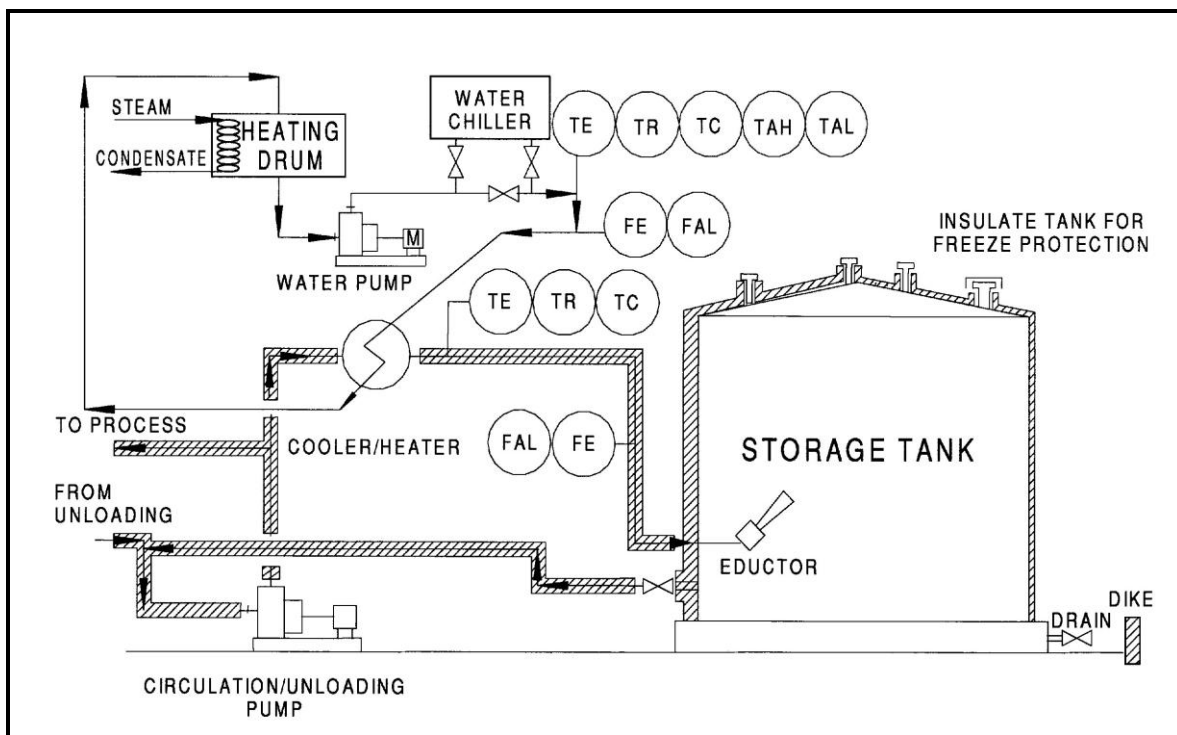 STEAM
CONDENSATE
HEATING
DRUM
WATER
CHILLER
TE
TR
TC
TAH
TAL
M
WATER PUMP
FE
FAL
INSULATE TANK FOR
FREEZE PROTECTION
TE
TR
TC
TO PROCESS
COOLER/HEATER
FAL
FE
STORAGE TANK
FROM
UNLOADING
EDUCTOR
DIKE
DRAIN
CIRCULATION/UNLOADING
PUMP